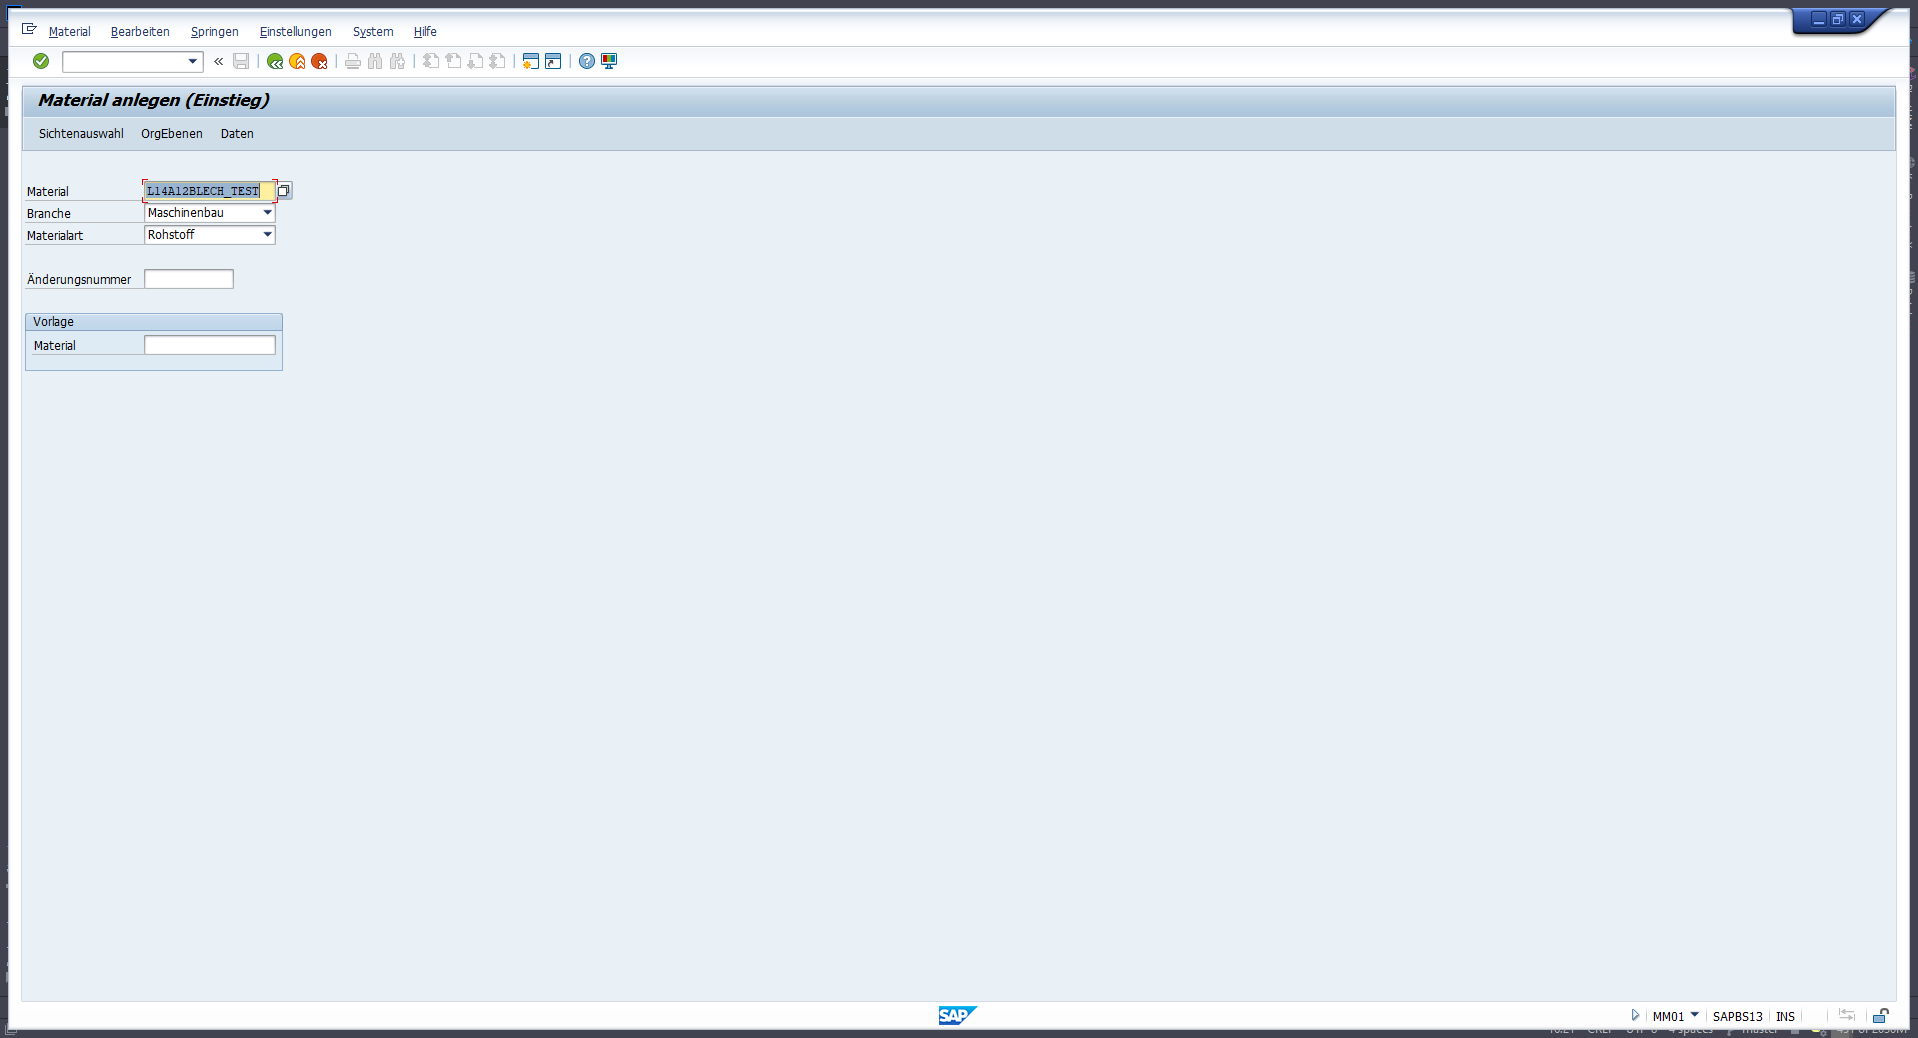 Material Bearbeiten Springen Einstellungen System Hilfe
Material anlegen (Einstieg)
Sichtenauswahl OrgEbenen Daten
Material L14A12BLECH_TEST
Branche Maschinenbau
Materialart Rohstoff
Änderungsnummer
Vorlage
Material
SAP
MM01 SAPBS13 INS